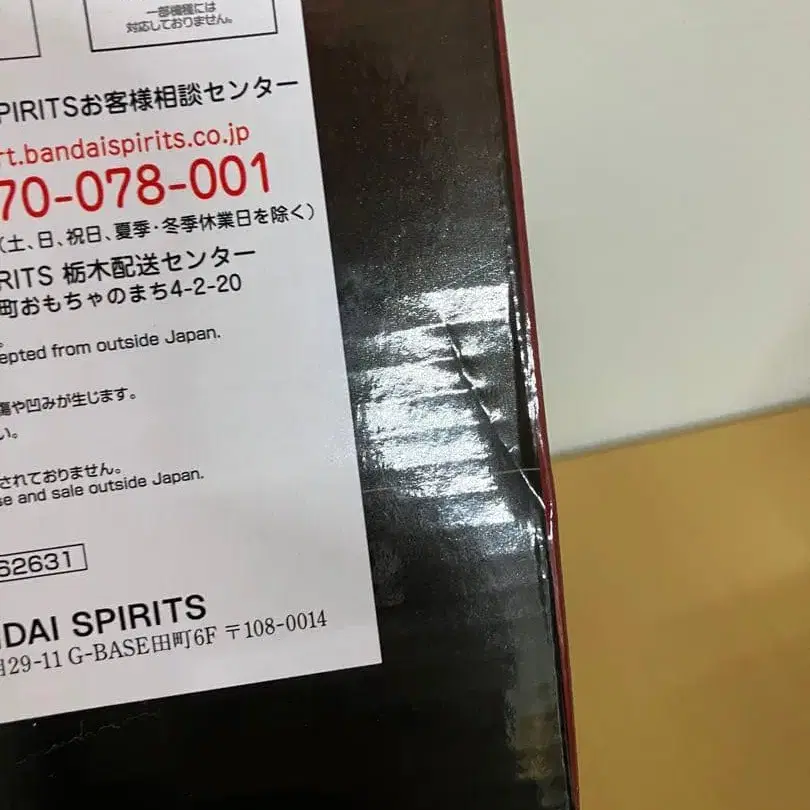 一部機種には
対応しておりません。
PIRITSお客様相談センター
rt.bandaispirits.co.jp
70-078-001
(土、日、祝日、夏季・冬季休業日を除く)
RITS 栃木配送センター
町おもちゃのまち4-2-20
epted from outside Japan.
傷や凹みが生じます。
い。
されておりません。
se and sale outside Japan.
62631
DAI SPIRITS
29-11 G-BASE田町6F 〒108-0014